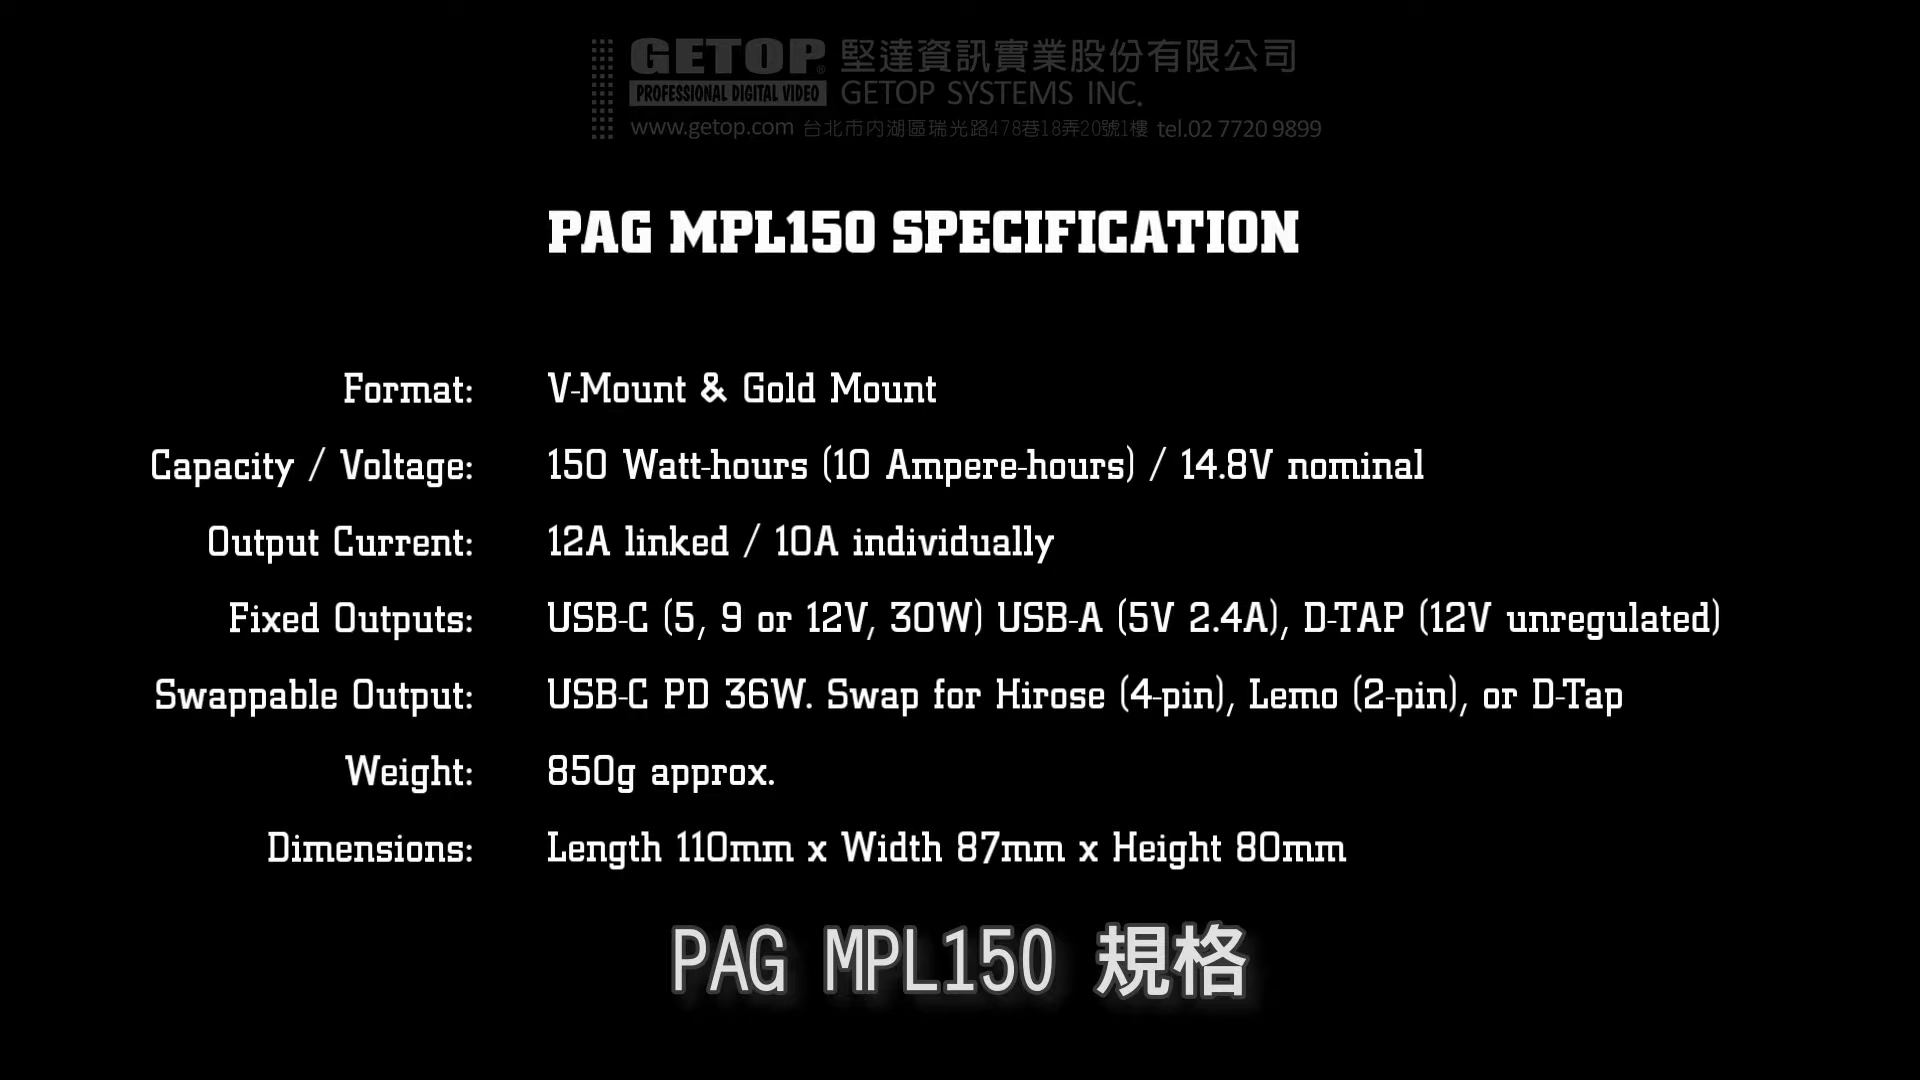 GETOP® 堅達資訊實業股份有限公司
PROFESSIONAL DIGITAL VIDEO GETOP SYSTEMS INC.
www.getop.com 台北市內湖區瑞光路478巷18弄20號1樓 tel.02 7720 9899
PAG MPL150 SPECIFICATION
Format: V-Mount & Gold Mount
Capacity / Voltage: 150 Watt-hours (10 Ampere-hours) / 14.8V nominal
Output Current: 12A linked / 10A individually
Fixed Outputs: USB-C (5, 9 or 12V, 30W) USB-A (5V 2.4A), D-TAP (12V unregulated)
Swappable Output: USB-C PD 36W. Swap for Hirose (4-pin), Lemo (2-pin), or D-Tap
Weight: 850g approx.
Dimensions: Length 110mm x Width 87mm x Height 80mm
PAG MPL150 規格